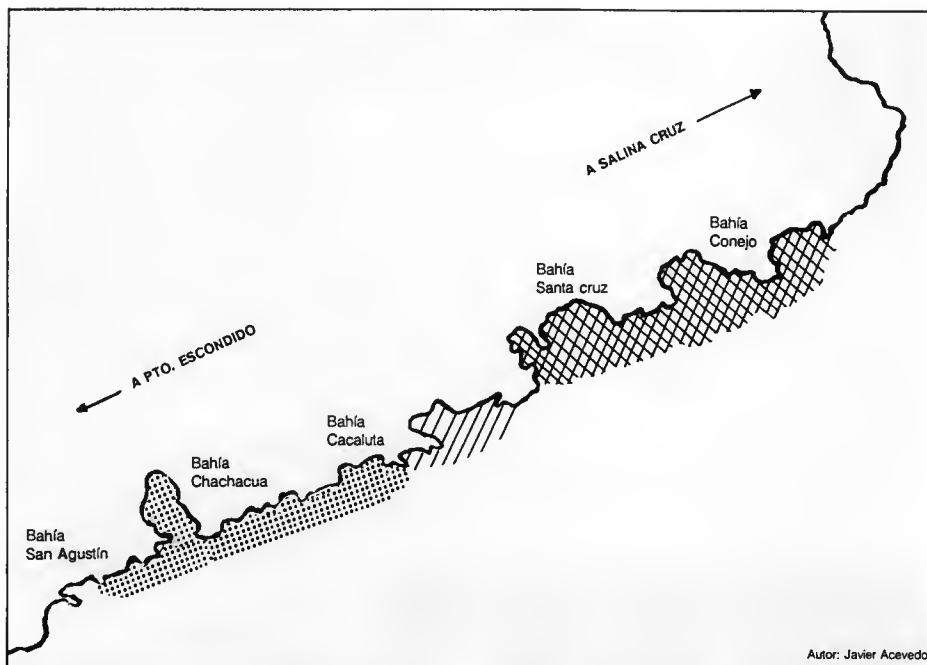 A SALINA CRUZ
Bahía
Conejo
Bahía
Santa cruz
A PTO. ESCONDIDO
Bahía
Cacaluta
Bahía
Chachacua
Bahía
San Agustín
Autor: Javier Acevedo